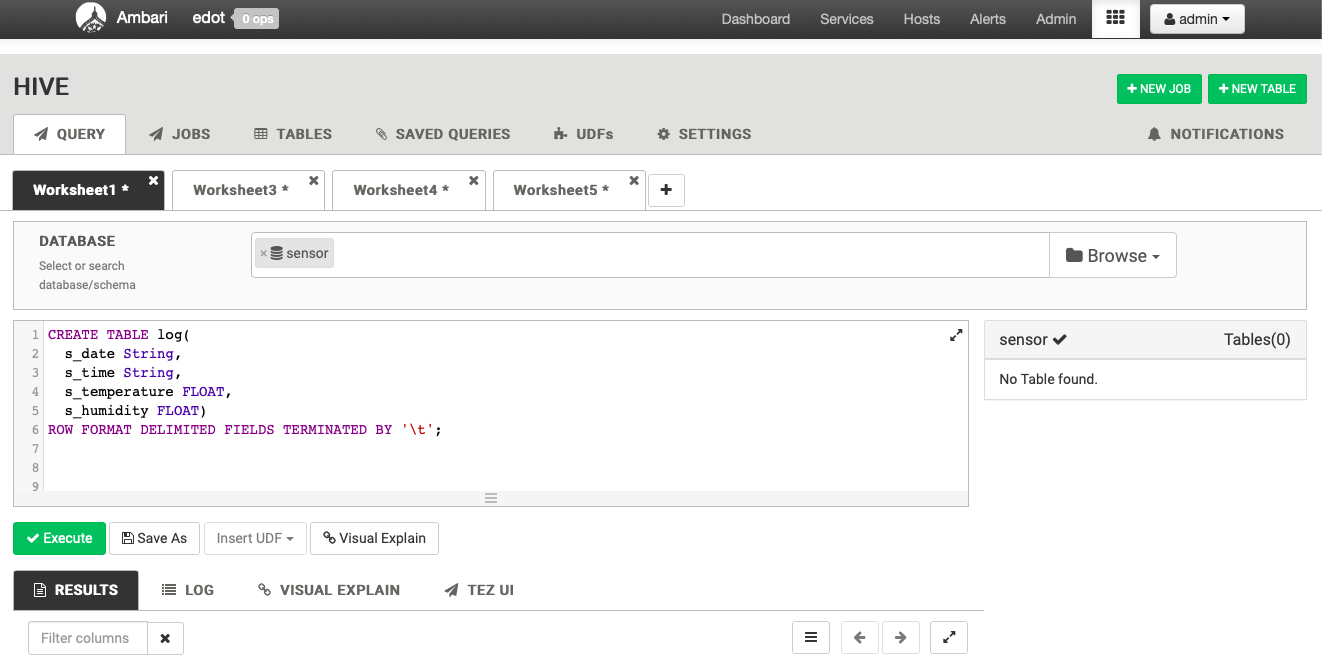 Ambari edot 0 ops Dashboard Services Hosts Alerts Admin admin
HIVE
NEW JOB NEW TABLE
QUERY JOBS TABLES SAVED QUERIES UDFs SETTINGS NOTIFICATIONS
Worksheet1 * Worksheet3 * Worksheet4 * Worksheet5 * +
DATABASE
Select or search
database/schema
× sensor
Browse
1 CREATE TABLE log(
2 s_date String,
3 s_time String,
4 s_temperature FLOAT,
5 s_humidity FLOAT)
6 ROW FORMAT DELIMITED FIELDS TERMINATED BY '\t';
7
8
9
sensor Tables(0)
No Table found.
Execute Save As Insert UDF Visual Explain
RESULTS LOG VISUAL EXPLAIN TEZ UI
Filter columns